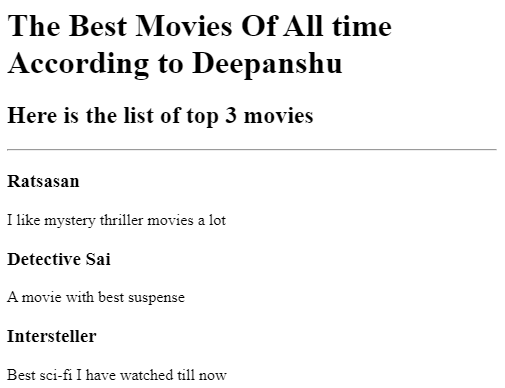 The Best Movies Of All time
According to Deepanshu
Here is the list of top 3 movies
Ratsasan
I like mystery thriller movies a lot
Detective Sai
A movie with best suspense
Intersteller
Best sci-fi I have watched till now